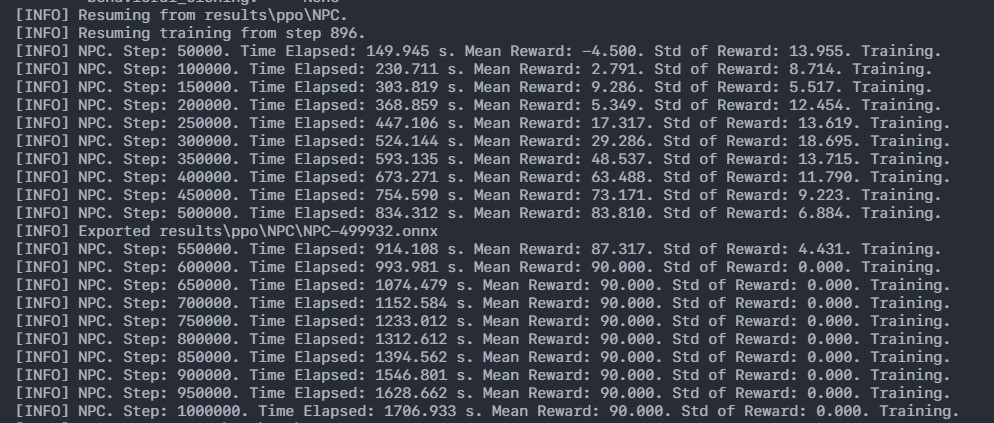 [INFO] Resuming from results\ppo\NPC.
[INFO] Resuming training from step 896.
[INFO] NPC. Step: 50000. Time Elapsed: 149.945 s. Mean Reward: -4.500. Std of Reward: 13.955. Training.
[INFO] NPC. Step: 100000. Time Elapsed: 230.711 s. Mean Reward: 2.791. Std of Reward: 8.714. Training.
[INFO] NPC. Step: 150000. Time Elapsed: 303.819 s. Mean Reward: 9.286. Std of Reward: 5.517. Training.
[INFO] NPC. Step: 200000. Time Elapsed: 368.859 s. Mean Reward: 5.349. Std of Reward: 12.454. Training.
[INFO] NPC. Step: 250000. Time Elapsed: 447.106 s. Mean Reward: 17.317. Std of Reward: 13.619. Training.
[INFO] NPC. Step: 300000. Time Elapsed: 524.144 s. Mean Reward: 29.286. Std of Reward: 18.695. Training.
[INFO] NPC. Step: 350000. Time Elapsed: 593.135 s. Mean Reward: 48.537. Std of Reward: 13.715. Training.
[INFO] NPC. Step: 400000. Time Elapsed: 673.271 s. Mean Reward: 63.488. Std of Reward: 11.790. Training.
[INFO] NPC. Step: 450000. Time Elapsed: 754.590 s. Mean Reward: 73.171. Std of Reward: 9.223. Training.
[INFO] NPC. Step: 500000. Time Elapsed: 834.312 s. Mean Reward: 83.810. Std of Reward: 6.884. Training.
[INFO] Exported results\ppo\NPC\NPC-499932.onnx
[INFO] NPC. Step: 550000. Time Elapsed: 914.108 s. Mean Reward: 87.317. Std of Reward: 4.431. Training.
[INFO] NPC. Step: 600000. Time Elapsed: 993.981 s. Mean Reward: 90.000. Std of Reward: 0.000. Training.
[INFO] NPC. Step: 650000. Time Elapsed: 1074.479 s. Mean Reward: 90.000. Std of Reward: 0.000. Training.
[INFO] NPC. Step: 700000. Time Elapsed: 1152.584 s. Mean Reward: 90.000. Std of Reward: 0.000. Training.
[INFO] NPC. Step: 750000. Time Elapsed: 1233.012 s. Mean Reward: 90.000. Std of Reward: 0.000. Training.
[INFO] NPC. Step: 800000. Time Elapsed: 1312.612 s. Mean Reward: 90.000. Std of Reward: 0.000. Training.
[INFO] NPC. Step: 850000. Time Elapsed: 1394.562 s. Mean Reward: 90.000. Std of Reward: 0.000. Training.
[INFO] NPC. Step: 900000. Time Elapsed: 1546.801 s. Mean Reward: 90.000. Std of Reward: 0.000. Training.
[INFO] NPC. Step: 950000. Time Elapsed: 1628.662 s. Mean Reward: 90.000. Std of Reward: 0.000. Training.
[INFO] NPC. Step: 1000000. Time Elapsed: 1706.933 s. Mean Reward: 90.000. Std of Reward: 0.000. Training.